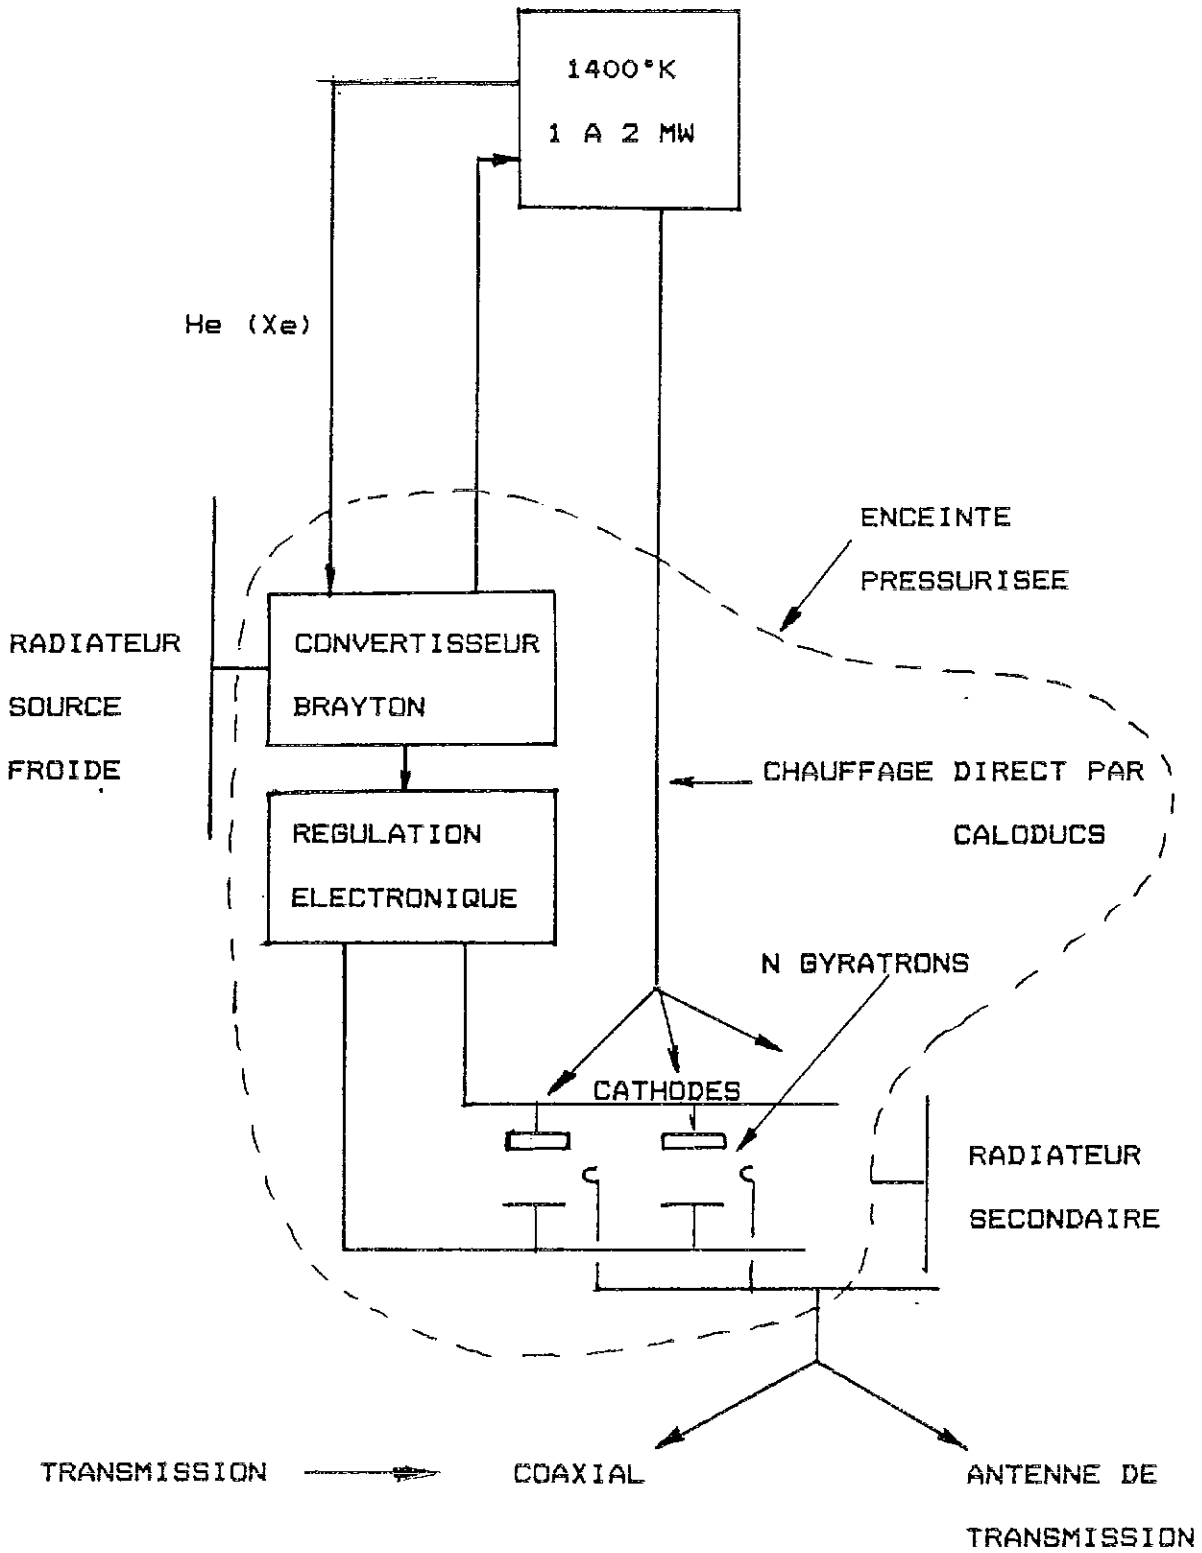 1400°K
1 A 2 MW
He (Xe)
ENCEINTE
PRESSURISEE
RADIATEUR
SOURCE
FROIDE
CONVERTISSEUR
BRAYTON
CHAUFFAGE DIRECT PAR
CALODUCS
REGULATION
ELECTRONIQUE
N GYRATRONS
CATHODES
RADIATEUR
SECONDAIRE
TRANSMISSION
COAXIAL
ANTENNE DE
TRANSMISSION